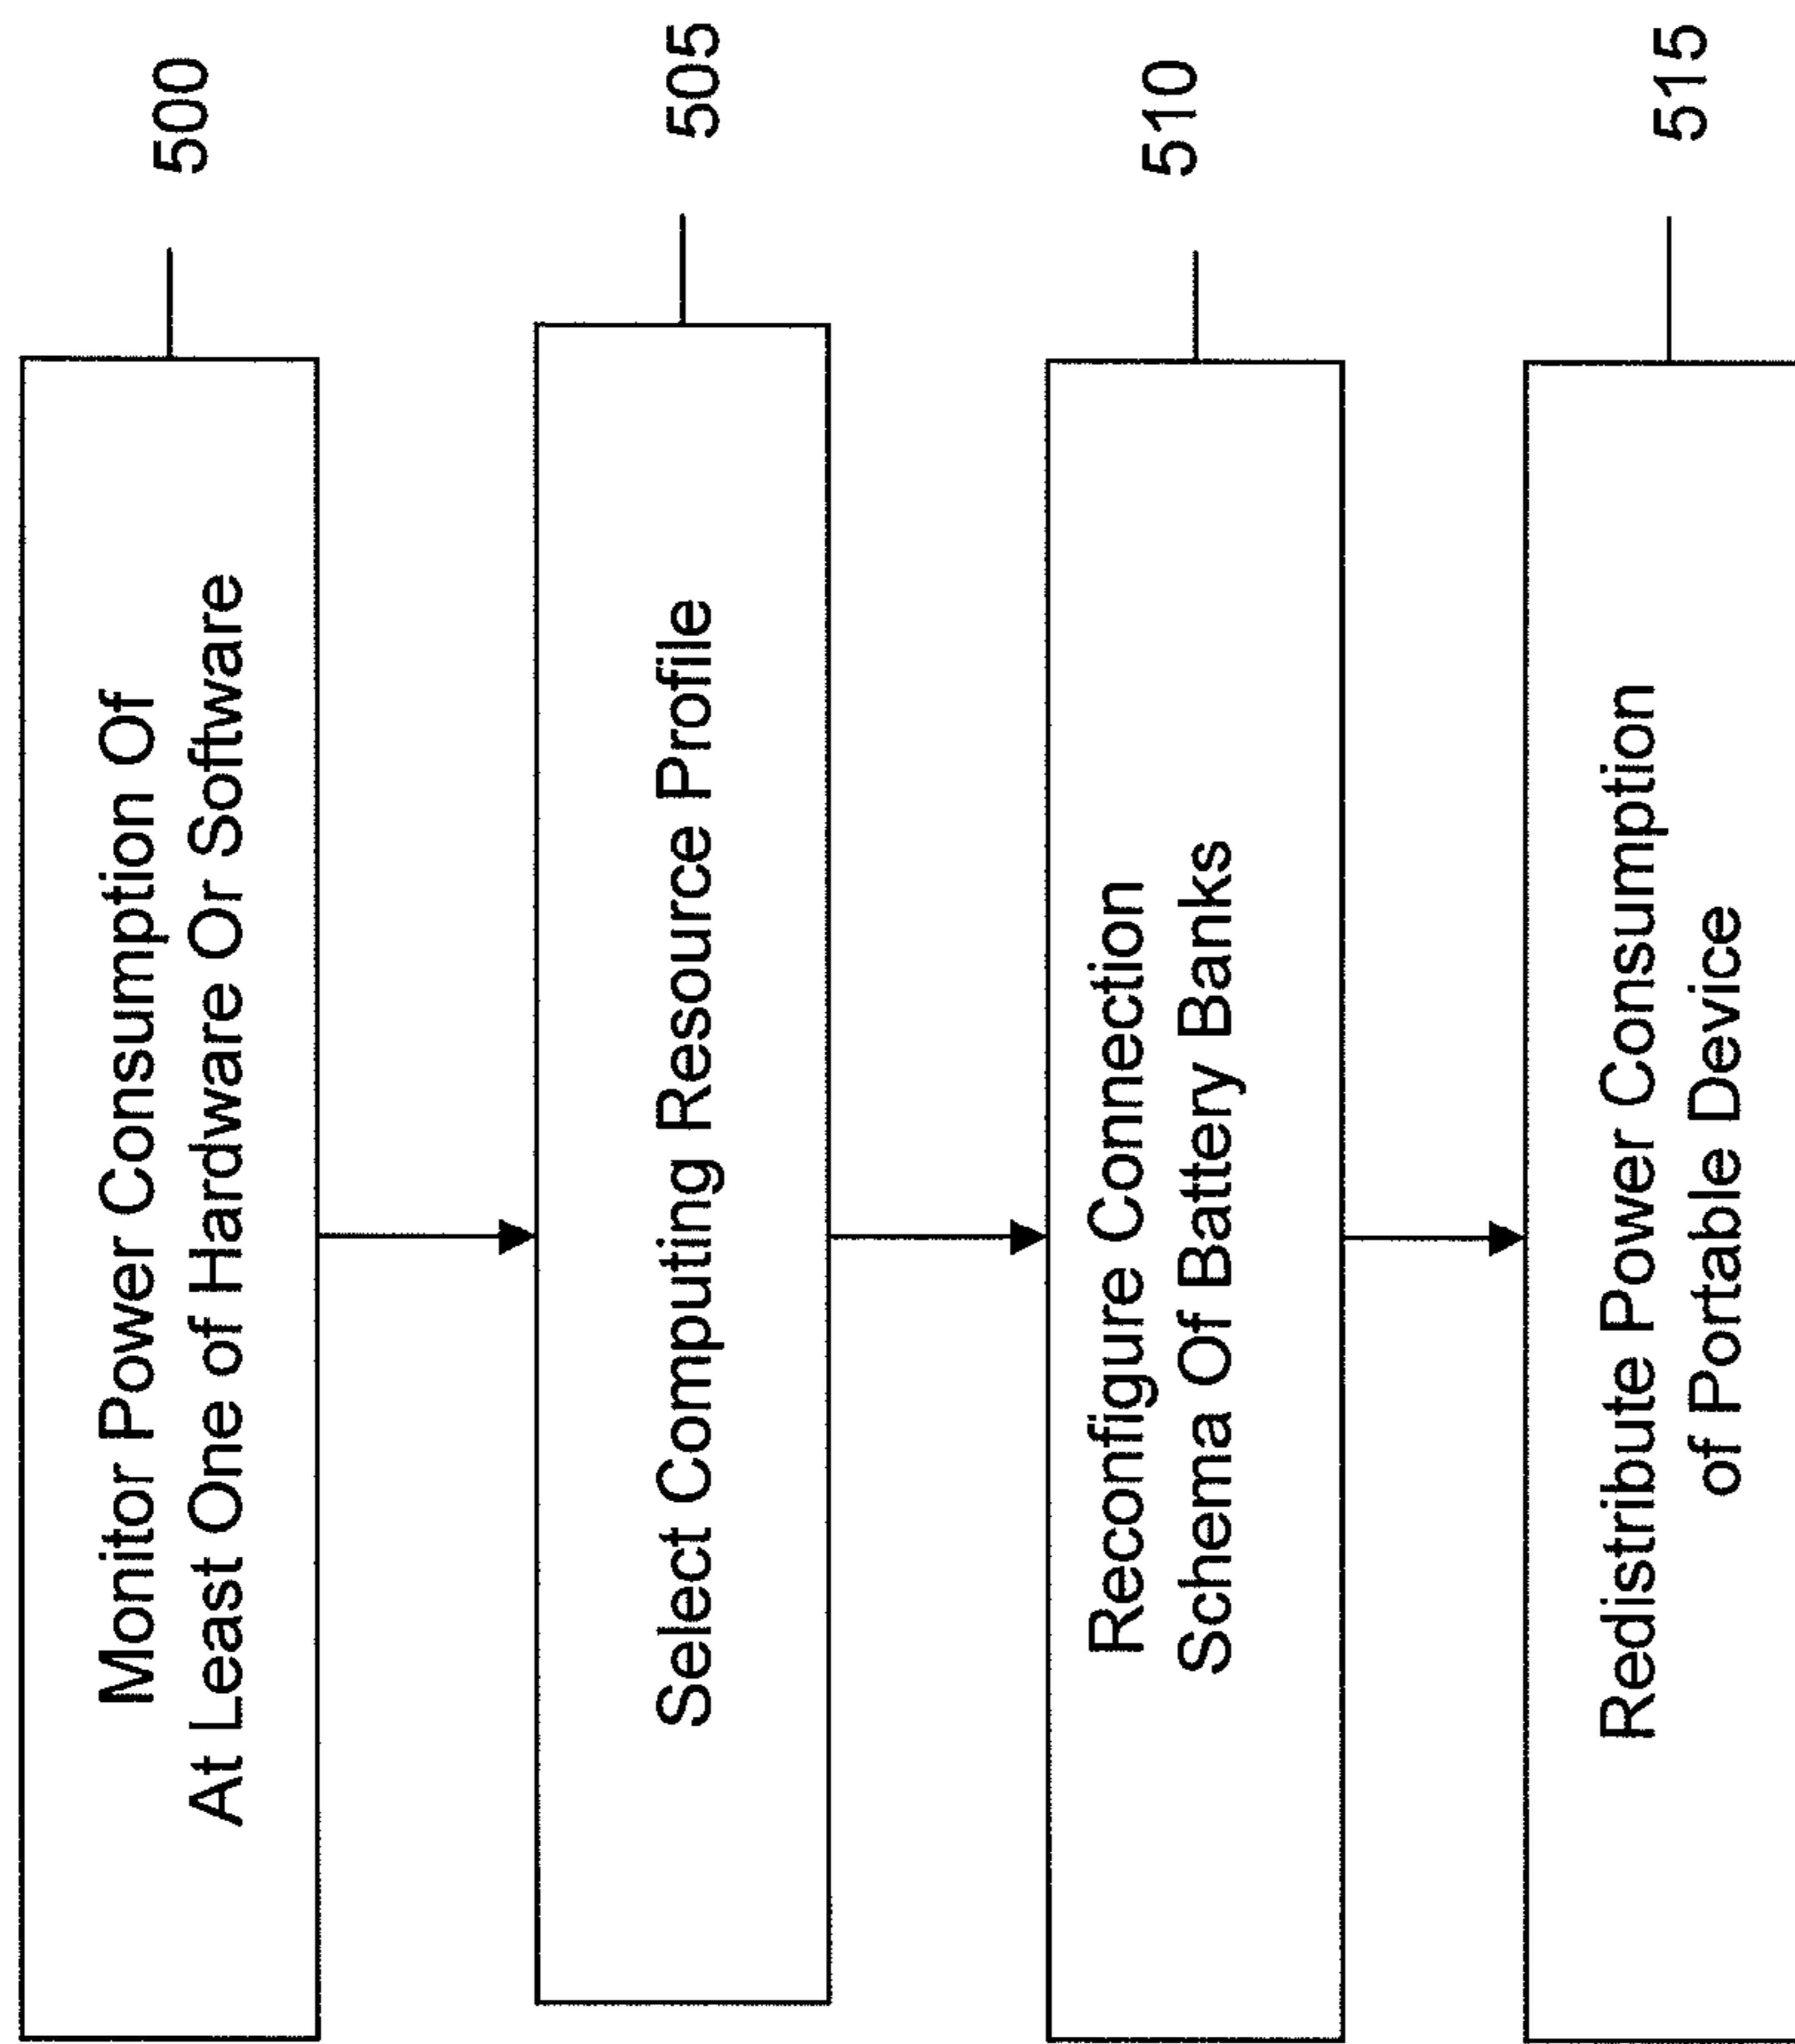 Monitor Power Consumption Of
At Least One of Hardware Or Software
500
Select Computing Resource Profile
505
Reconfigure Connection
Schema Of Battery Banks
510
Redistribute Power Consumption
of Portable Device
515